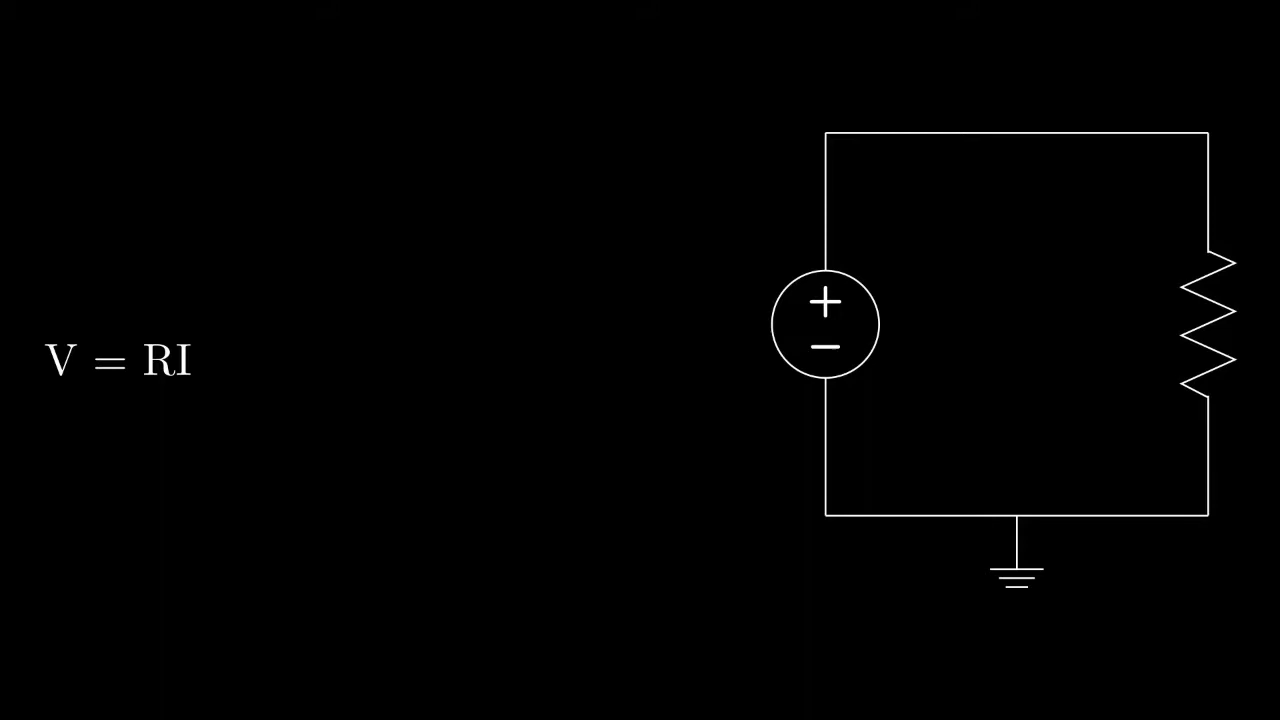 V = RI